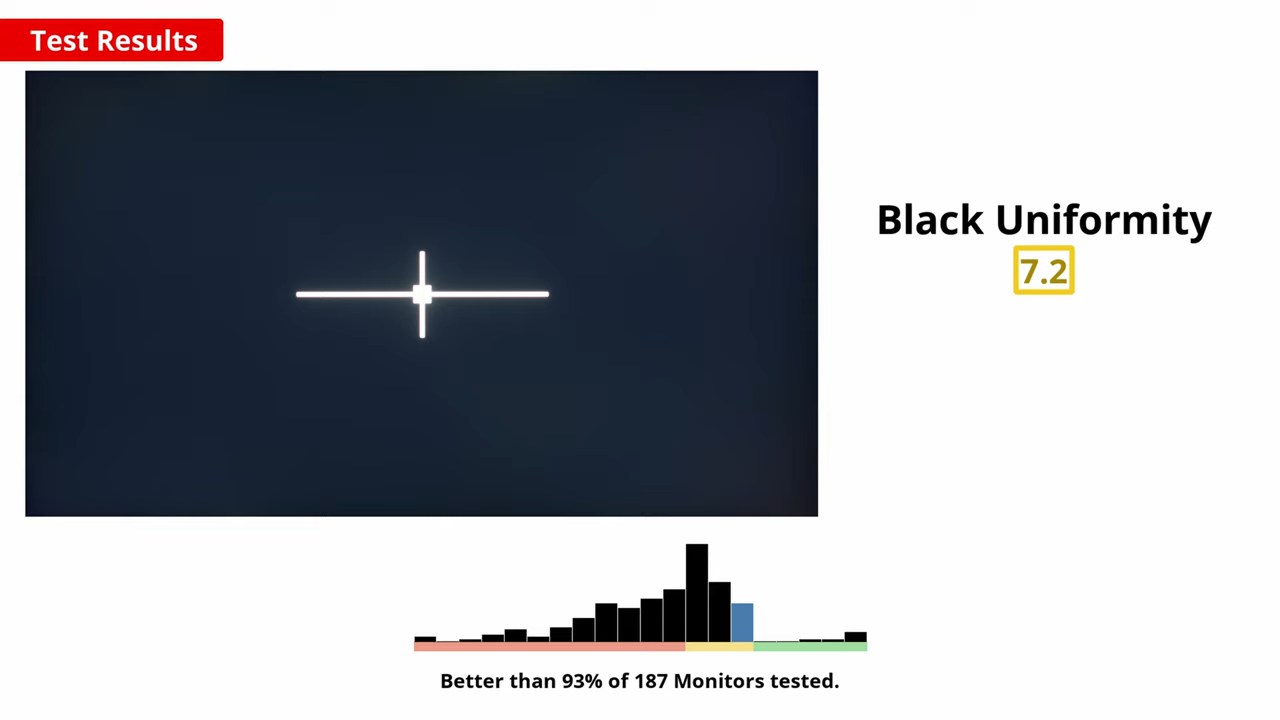 Test Results
Black Uniformity
7.2
Better than 93% of 187 Monitors tested.